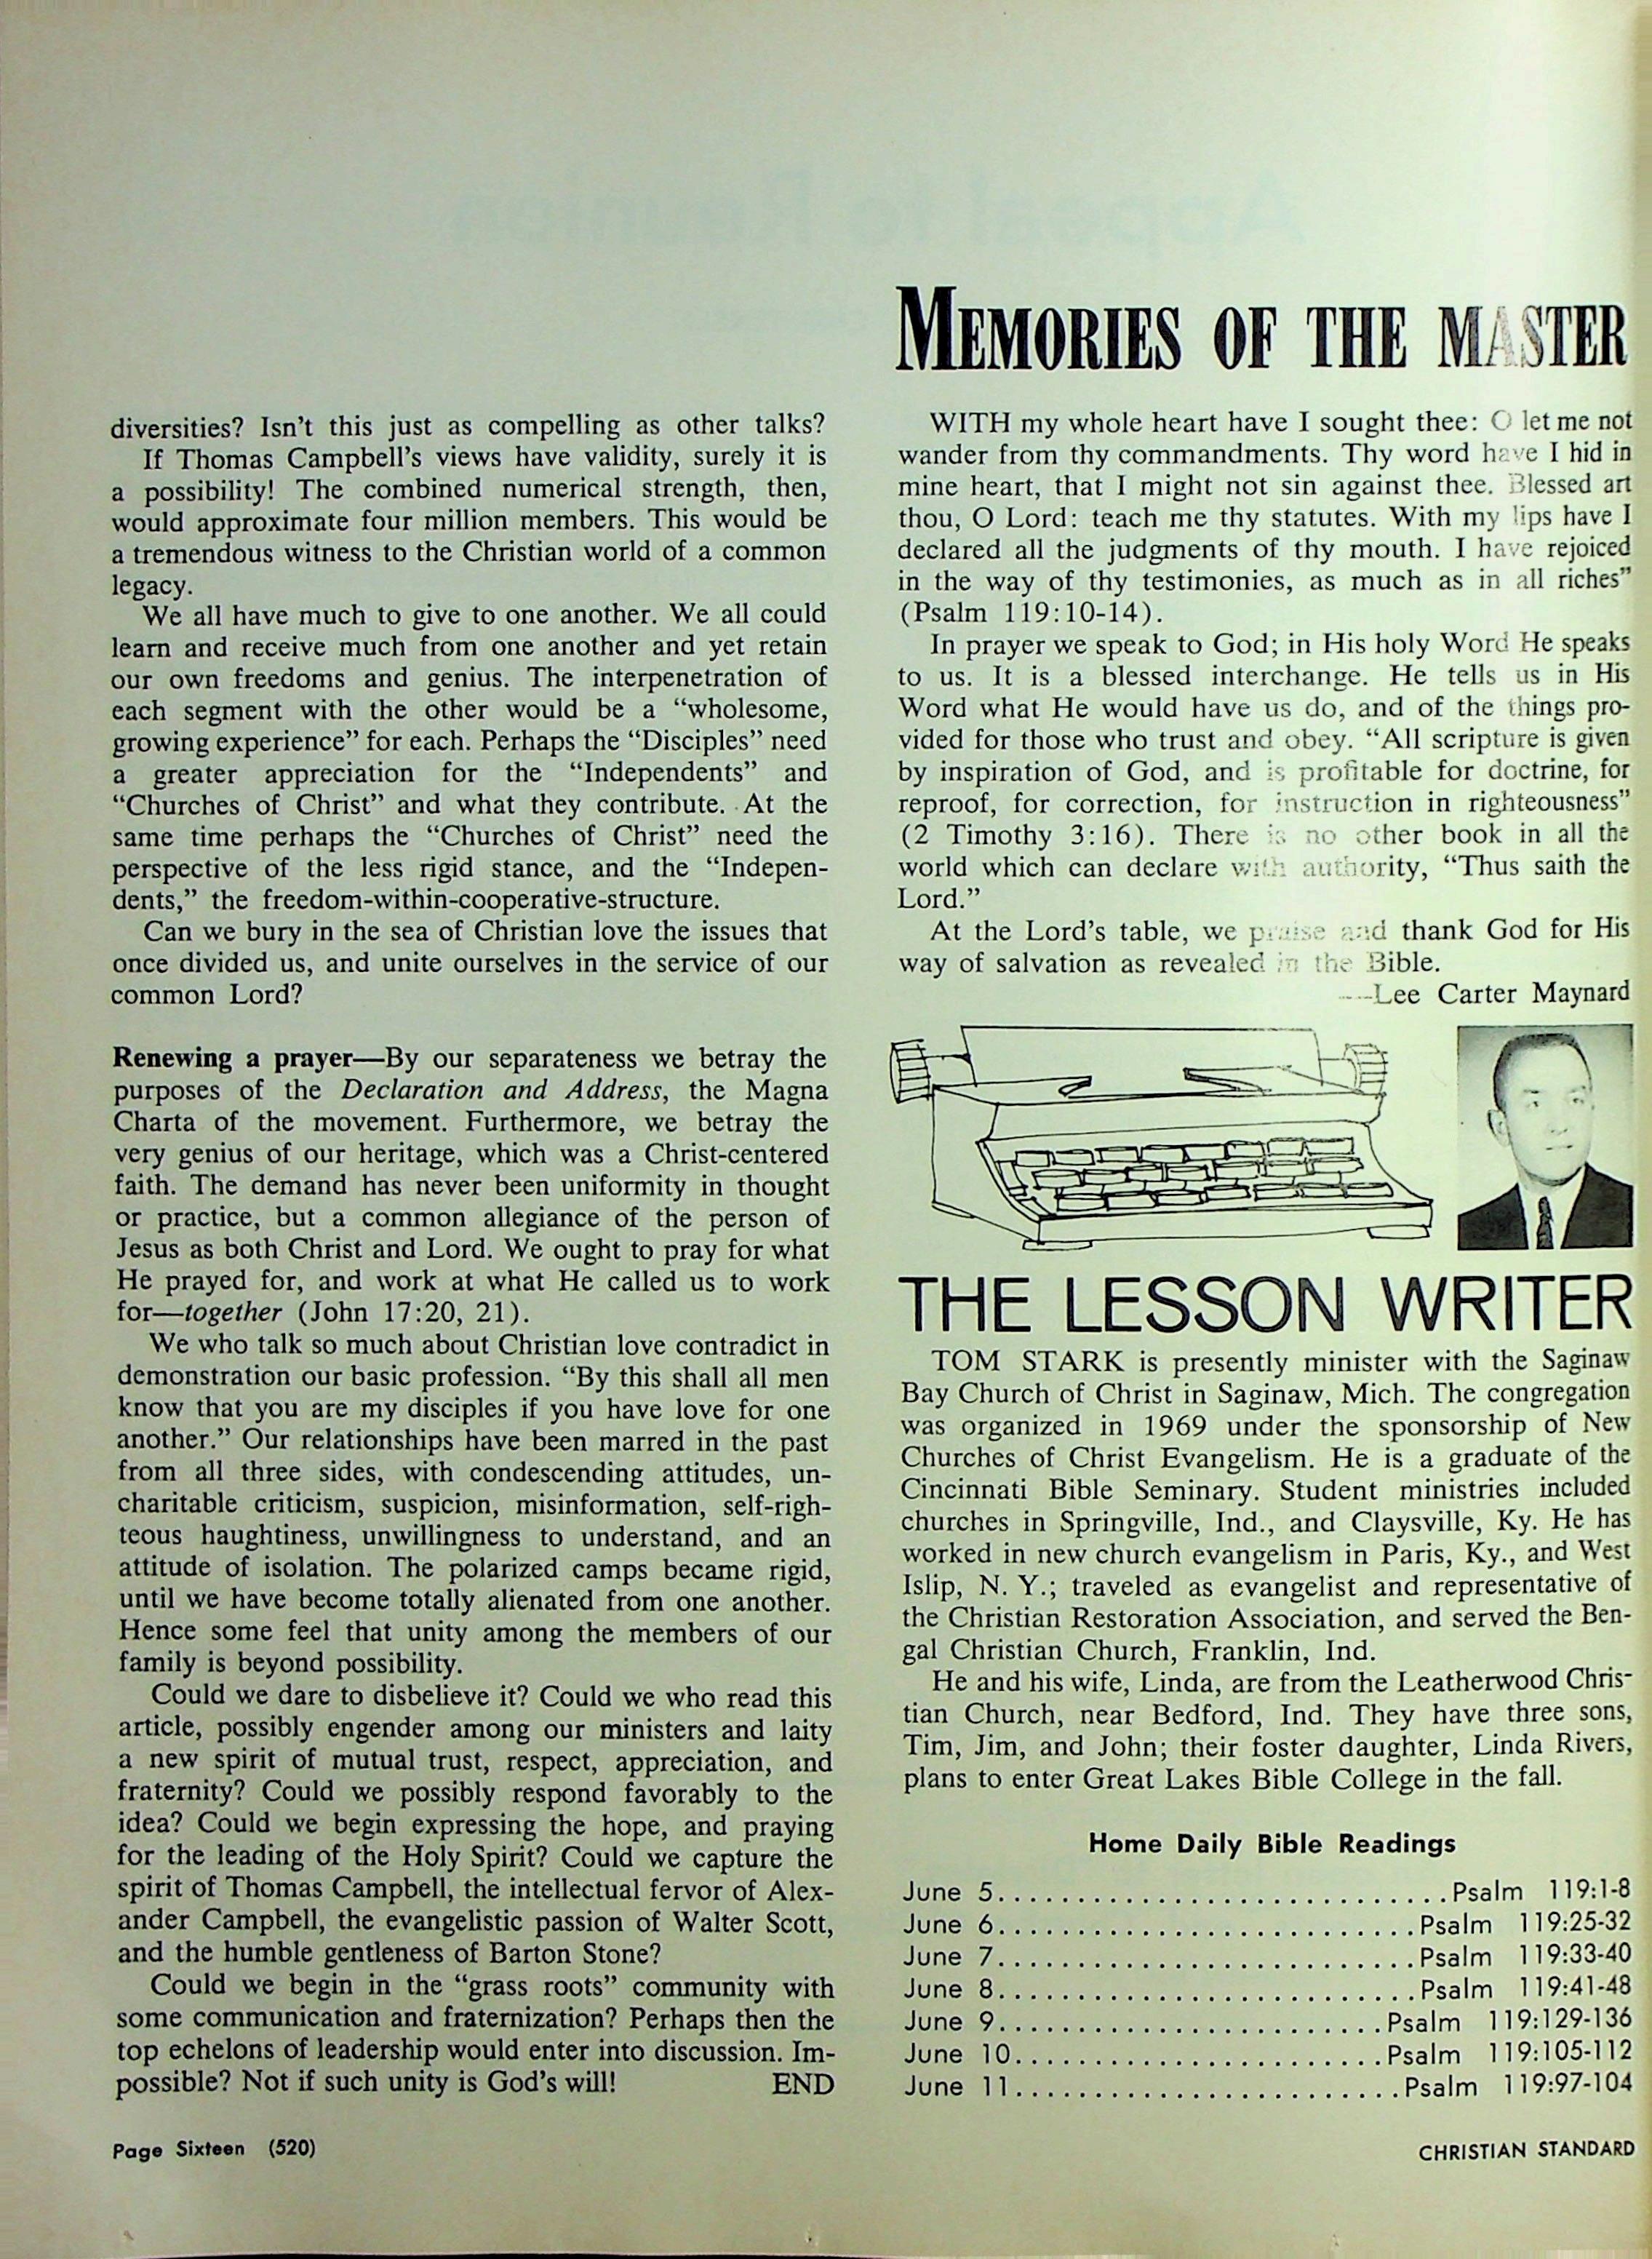 diversities? Isn't this just as compelling as other talks?
If Thomas Campbell's views have validity, surely it is
a possibility! The combined numerical strength, then,
would approximate four million members. This would be
a tremendous witness to the Christian world of a common
legacy.
We all have much to give to one another. We all could
learn and receive much from one another and yet retain
our own freedoms and genius. The interpenetration of
each segment with the other would be a “wholesome,
growing experience” for each. Perhaps the “Disciples” need
a greater appreciation for the “Independents” and
“Churches of Christ” and what they contribute. At the
same time perhaps the “Churches of Christ” need the
perspective of the less rigid stance, and the “Indepen-
dents,” the freedom-within-cooperative-structure.
Can we bury in the sea of Christian love the issues that
once divided us, and unite ourselves in the service of our
common Lord?
Renewing a prayer—By our separateness we betray the
purposes of the Declaration and Address, the Magna
Charta of the movement. Furthermore, we betray the
very genius of our heritage, which was a Christ-centered
faith. The demand has never been uniformity in thought
or practice, but a common allegiance of the person of
Jesus as both Christ and Lord. We ought to pray for what
He prayed for, and work at what He called us to work
for—together (John 17:20, 21).
We who talk so much about Christian love contradict in
demonstration our basic profession. “By this shall all men
know that you are my disciples if you have love for one
another.” Our relationships have been marred in the past
from all three sides, with condescending attitudes, un-
charitable criticism, suspicion, misinformation, self-righ-
teous haughtiness, unwillingness to understand, and an
attitude of isolation. The polarized camps became rigid,
until we have become totally alienated from one another.
Hence some feel that unity among the members of our
family is beyond possibility.
Could we dare to disbelieve it? Could we who read this
article, possibly engender among our ministers and laity
a new spirit of mutual trust, respect, appreciation, and
fraternity? Could we possibly respond favorably to the
idea? Could we begin expressing the hope, and praying
for the leading of the Holy Spirit? Could we capture the
spirit of Thomas Campbell, the intellectual fervor of Alex-
ander Campbell, the evangelistic passion of Walter Scott,
and the humble gentleness of Barton Stone?
Could we begin in the “grass roots” community with
some communication and fraternization? Perhaps then the
top echelons of leadership would enter into discussion. Im-
possible? Not if such unity is God's will! END
MEMORIES OF THE MASTER
WITH my whole heart have I sought thee: O let me not
wander from thy commandments. Thy word have I hid in
mine heart, that I might not sin against thee. Blessed art
thou, O Lord: teach me thy statutes. With my lips have I
declared all the judgments of thy mouth. I have rejoiced
in the way of thy testimonies, as much as in all riches”
(Psalm 119:10-14).
In prayer we speak to God; in His holy Word He speaks
to us. It is a blessed interchange. He tells us in His
Word what He would have us do, and of the things pro-
vided for those who trust and obey. “All scripture is given
by inspiration of God, and is profitable for doctrine, for
reproof, for correction, for instruction in righteousness”
(2 Timothy 3:16). There is no other book in all the
world which can declare with authority, “Thus saith the
Lord.”
At the Lord's table, we praise and thank God for His
way of salvation as revealed in the Bible.
—Lee Carter Maynard
THE LESSON WRITER
TOM STARK is presently minister with the Saginaw
Bay Church of Christ in Saginaw, Mich. The congregation
was organized in 1969 under the sponsorship of New
Churches of Christ Evangelism. He is a graduate of the
Cincinnati Bible Seminary. Student ministries included
churches in Springville, Ind., and Claysville, Ky. He has
worked in new church evangelism in Paris, Ky., and West
Islip, N. Y.; traveled as evangelist and representative of
the Christian Restoration Association, and served the Ben-
gal Christian Church, Franklin, Ind.
He and his wife, Linda, are from the Leatherwood Chris-
tian Church, near Bedford, Ind. They have three sons,
Tim, Jim, and John; their foster daughter, Linda Rivers,
plans to enter Great Lakes Bible College in the fall.
Home Daily Bible Readings
June 5............................Psalm 119:1-8
June 6..........................Psalm 119:25-32
June 7..........................Psalm 119:33-40
June 8..........................Psalm 119:41-48
June 9........................Psalm 119:129-136
June 10.......................Psalm 119:105-112
June 11........................Psalm 119:97-104
Page Sixteen (520)
CHRISTIAN STANDARD